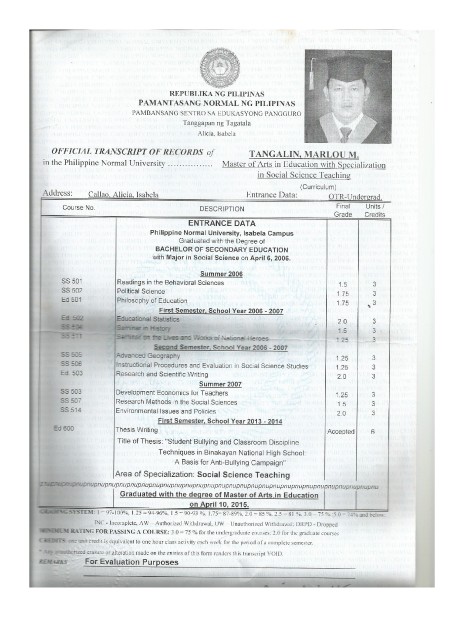 REPUBLIKA NG PILIPINAS
PAMANTASANG NORMAL NG PILIPINAS
PAMBANSANG SENTRO NA EDUKASYONG PANGGURO
Tanggapan ng Tagatala
Alicia, Isabela
OFFICIAL TRANSCRIPT OF RECORDS of TANGALIN, MARLOU M.
in the Philippine Normal University ............... Master of Arts in Education with Specialization
in Social Science Teaching
(Curriculum)
Address: Callao, Alicia, Isabela Entrance Data: OTR-Undergrad.
Course No. DESCRIPTION Final Grade Units / Credits
ENTRANCE DATA
Philippine Normal University, Isabela Campus
Graduated with the Degree of
BACHELOR OF SECONDARY EDUCATION
with Major in Social Science on April 6, 2006.
Summer 2006
SS 501 Readings in the Behavioral Sciences 1.5 3
SS 502 Political Science 1.75 3
Ed 501 Philosophy of Education 1.75 3
First Semester, School Year 2006 - 2007
Ed. 502 Educational Statistics 2.0 3
SS 504 Seminar in History 1.5 3
SS 511 Seminar on the Lives and Works of National Heroes 1.25 3
Second Semester, School Year 2006 - 2007
SS 505 Advanced Geography 1.25 3
SS 506 Instructional Procedures and Evaluation in Social Science Studies 1.25 3
Ed. 503 Research and Scientific Writing 2.0 3
Summer 2007
SS 503 Development Economics for Teachers 1.25 3
SS 507 Research Methods in the Social Sciences 1.5 3
SS 514 Environmental Issues and Policies 2.0 3
First Semester, School Year 2013 - 2014
Ed 600 Thesis Writing Accepted 6
Title of Thesis: "Student Bullying and Classroom Discipline
Techniques in Binakayan National High School:
A Basis for Anti-Bullying Campaign"
Area of Specialization: Social Science Teaching
Graduated with the degree of Master of Arts in Education
on April 10, 2015.
GRADING SYSTEM: 1 - 97-100%, 1.25 = 94-96%, 1.5 = 90-93 %, 1.75= 87-89%, 2.0 = 85 %, 2.5 = 81 %, 3.0 - 75 %
INC - Incomplete, AW - Authorized Withdrawal, UW - Unauthorized Withdrawal; DRPD - Dropped
MINIMUM RATING FOR PASSING A COURSE: 3.0 = 75 % for the undergraduate courses; 2.0 for the graduate courses
CREDITS: one unit credit is equivalent to one hour class activity each week for the period of a complete semester.
* Any unauthorized erasure or alteration made on the entries of this form renders this transcript VOID.
REMARKS For Evaluation Purposes